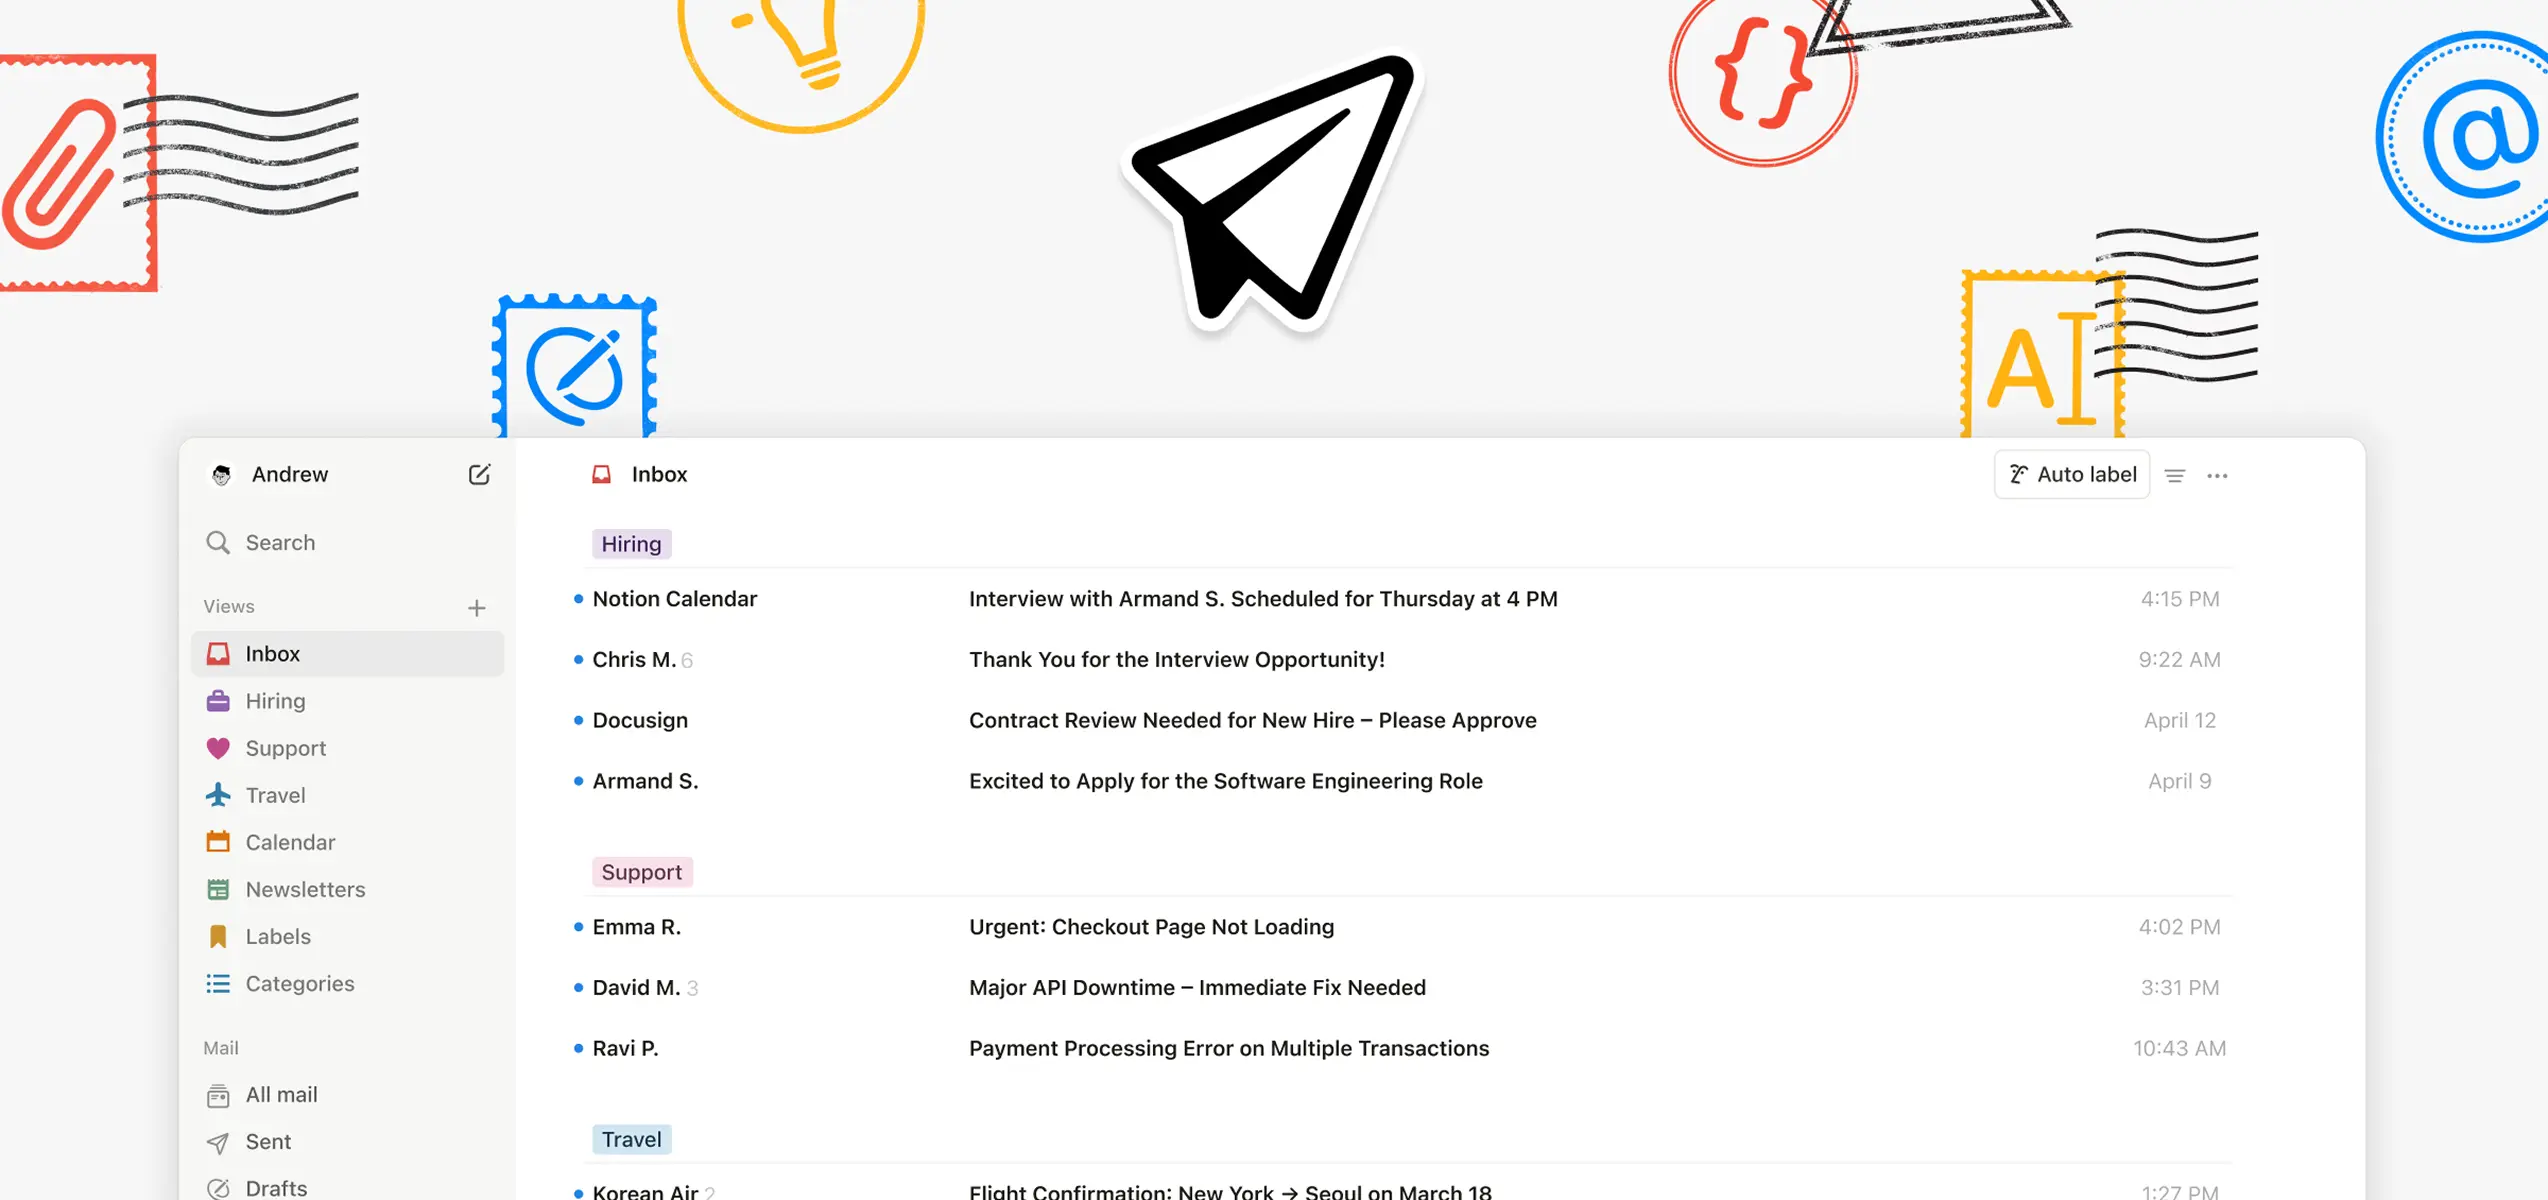 {}
@
AI
Andrew
Inbox
Auto label
Search
Hiring
Views
Notion Calendar Interview with Armand S. Scheduled for Thursday at 4 PM 4:15 PM
Inbox
Chris M. 6 Thank You for the Interview Opportunity! 9:22 AM
Hiring
Docusign Contract Review Needed for New Hire – Please Approve April 12
Support
Armand S. Excited to Apply for the Software Engineering Role April 9
Travel
Calendar
Support
Newsletters
Emma R. Urgent: Checkout Page Not Loading 4:02 PM
Labels
David M. 3 Major API Downtime – Immediate Fix Needed 3:31 PM
Categories
Ravi P. Payment Processing Error on Multiple Transactions 10:43 AM
Mail
All mail
Travel
Sent
Korean Air 2 Flight Confirmation: New York → Seoul on March 18 1:27 PM
Drafts